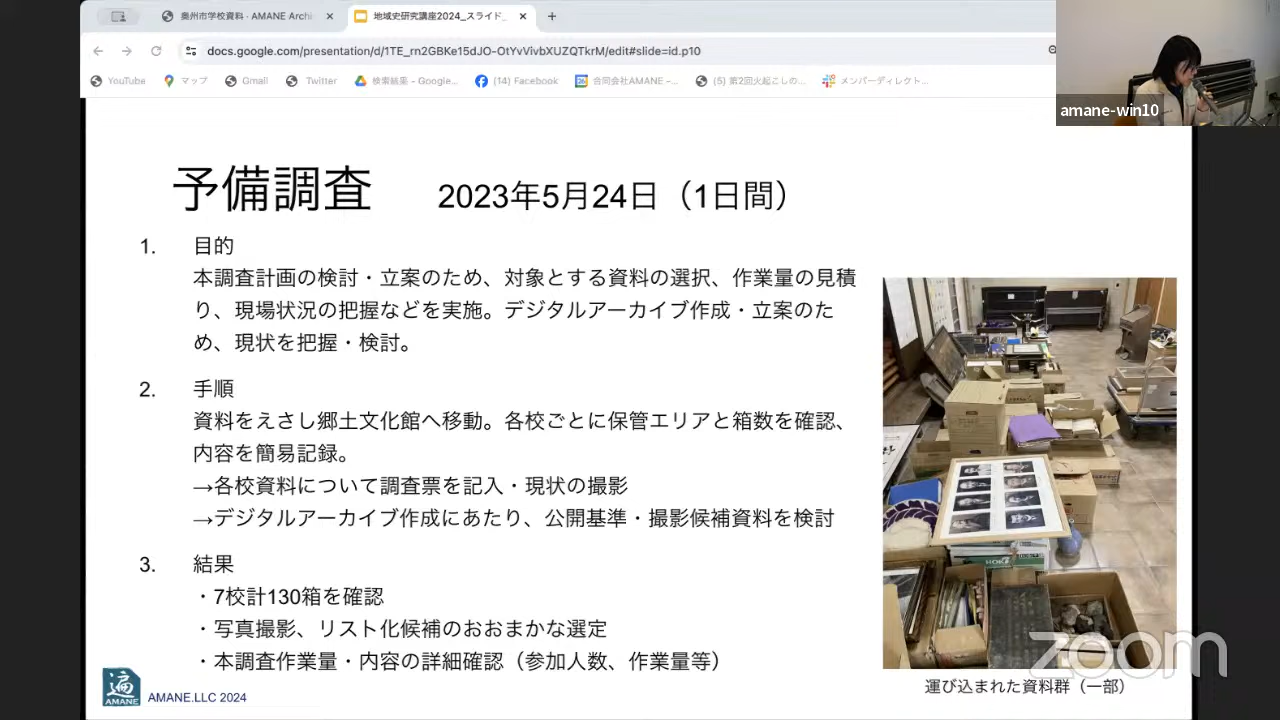 奥州市学校資料 · AMANE Archi
地域史研究講座2024_スライド_
docs.google.com/presentation/d/1TE_rn2GBKe15dJO-OtYvVivbXUZQTkrM/edit#slide=id.p10
YouTube マップ Gmail Twitter 検索結果 - Google... (14) Facebook 合同会社AMANE –... (5) 第2回火起こしの... メンバーディレクト...
amane-win10
予備調査 2023年5月24日（1日間）
1. 目的
本調査計画の検討・立案のため、対象とする資料の選択、作業量の見積
り、現場状況の把握などを実施。デジタルアーカイブ作成・立案のた
め、現状を把握・検討。
2. 手順
資料をえさし郷土文化館へ移動。各校ごとに保管エリアと箱数を確認、
内容を簡易記録。
→各校資料について調査票を記入・現状の撮影
→デジタルアーカイブ作成にあたり、公開基準・撮影候補資料を検討
3. 結果
・7校計130箱を確認
・写真撮影、リスト化候補のおおまかな選定
・本調査作業量・内容の詳細確認（参加人数、作業量等）
運び込まれた資料群（一部）
zoom
遍
AMANE
AMANE.LLC 2024